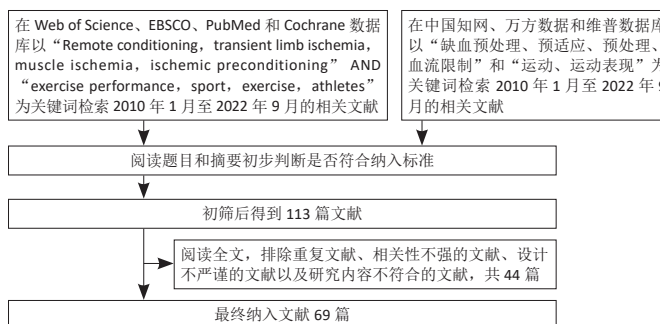 在 Web of Science、EBSCO、PubMed 和 Cochrane 数据
库以“Remote conditioning，transient limb ischemia，
muscle ischemia，ischemic preconditioning” AND
“exercise performance，sport，exercise，athletes”
为关键词检索 2010 年 1 月至 2022 年 9 月的相关文献
在中国知网、万方数据和维普数据库
以“缺血预处理、预适应、预处理、
血流限制”和“运动、运动表现”为
关键词检索 2010 年 1 月至 2022 年 9
月的相关文献
阅读题目和摘要初步判断是否符合纳入标准
初筛后得到 113 篇文献
阅读全文，排除重复文献、相关性不强的文献、设计
不严谨的文献以及研究内容不符合的文献，共 44 篇
最终纳入文献 69 篇